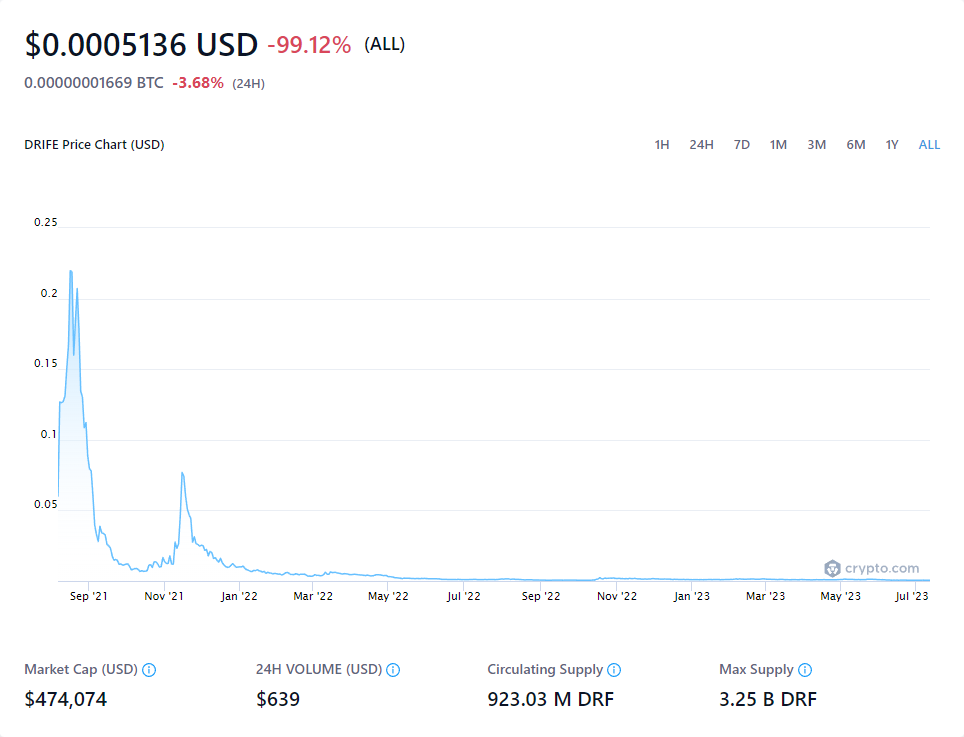 $0.0005136 USD -99.12% (ALL)
0.00000001669 BTC -3.68% (24H)
DRIFE Price Chart (USD) 1H 24H 7D 1M 3M 6M 1Y ALL
0.25
0.2
0.15
0.1
0.05
crypto.com
Sep '21 Nov '21 Jan '22 Mar '22 May '22 Jul '22 Sep '22 Nov '22 Jan '23 Mar '23 May '23 Jul '23
Market Cap (USD) 24H VOLUME (USD) Circulating Supply Max Supply
$474,074 $639 923.03 M DRF 3.25 B DRF